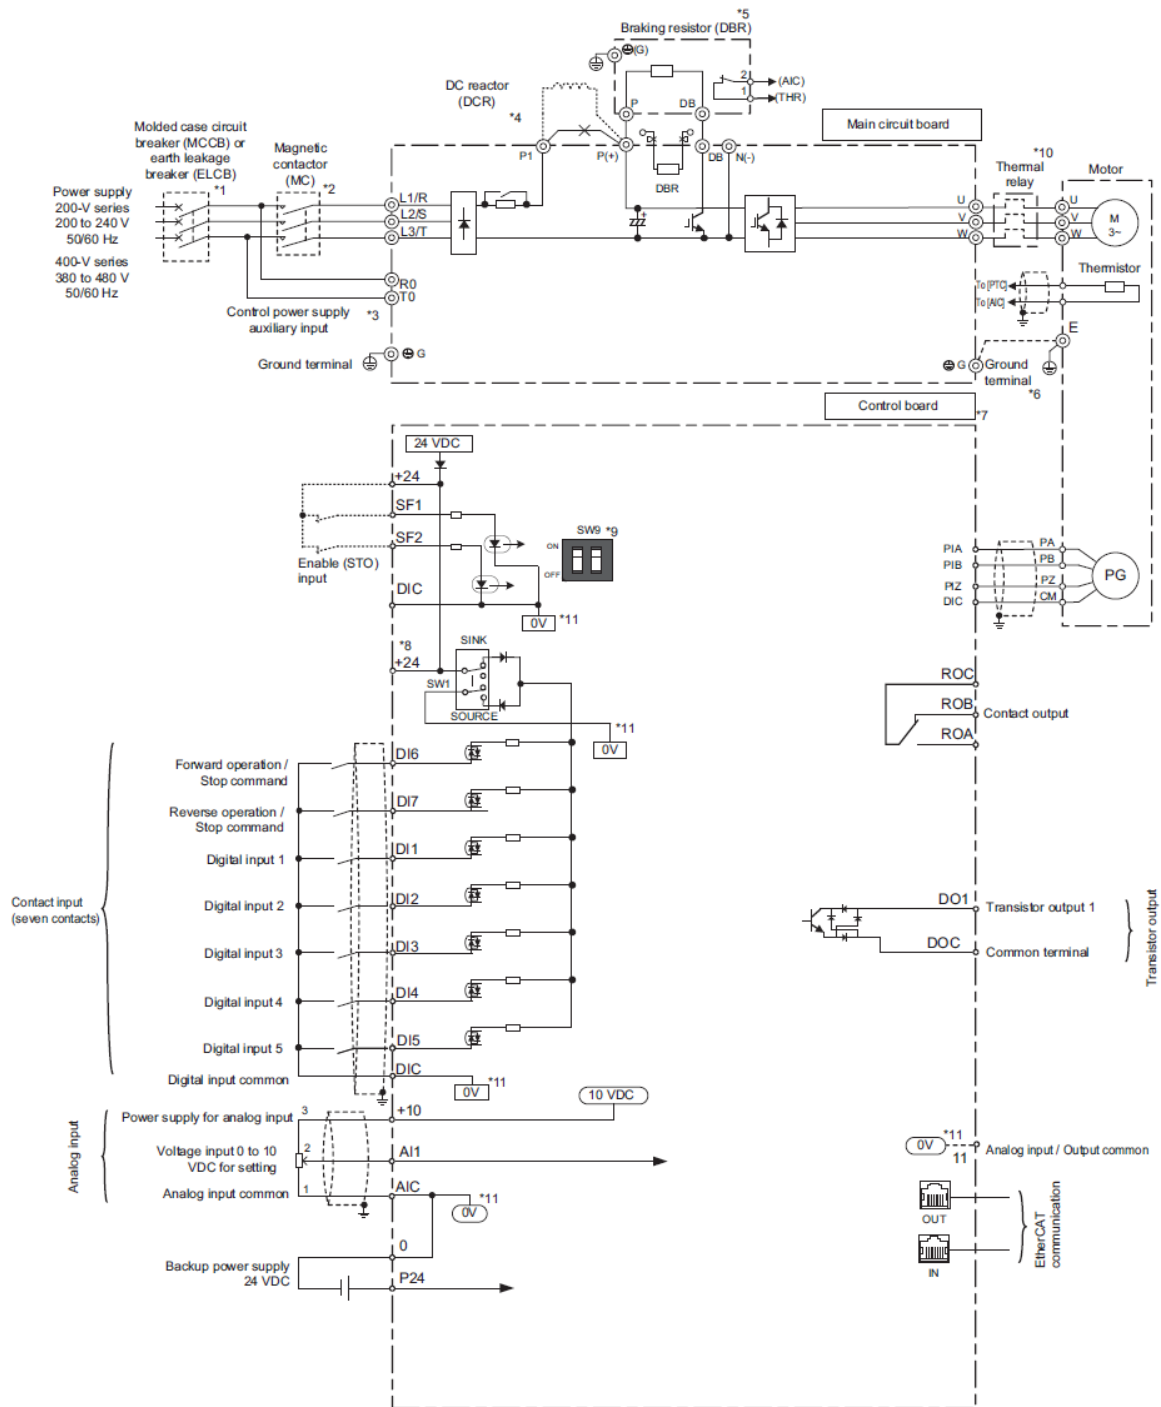 *5
Braking resistor (DBR)
(G)
2
(AIC)
1
(THR)
DC reactor
(DCR)
*4
P
DB
Main circuit board
Molded case circuit
breaker (MCCB) or
earth leakage
breaker (ELCB)
*1
Magnetic
contactor
(MC)
*2
P1
P(+)
DBR
DB
N(-)
*10
Thermal
relay
Motor
Power supply
200-V series
200 to 240 V
50/60 Hz
400-V series
380 to 480 V
50/60 Hz
L1/R
L2/S
L3/T
U
V
W
U
V
W
M
3~
R0
T0
*3
Control power supply
auxiliary input
Thermistor
To [PTC]
To [AIC]
E
Ground terminal
G
G
Ground
terminal
*6
Control board
*7
24 VDC
+24
SF1
SF2
Enable (STO)
input
SW9
*9
ON
OFF
DIC
0V
*11
PIA
PIB
PIZ
DIC
PA
PB
PZ
CM
PG
*8
+24
SINK
SW1
SOURCE
*11
0V
ROC
ROB
ROA
Contact output
Contact input
(seven contacts)
Forward operation /
Stop command
DI6
Reverse operation /
Stop command
DI7
Digital input 1
DI1
Digital input 2
DI2
Digital input 3
DI3
Digital input 4
DI4
Digital input 5
DI5
Digital input common
DIC
0V
*11
DO1
Transistor output 1
DOC
Common terminal
Transistor output
Analog input
Power supply for analog input
3
+10
10 VDC
Voltage input 0 to 10
VDC for setting
2
AI1
Analog input common
1
AIC
*11
0V
0V
*11
11
Analog input / Output common
OUT
IN
EtherCAT
communication
0
Backup power supply
24 VDC
P24